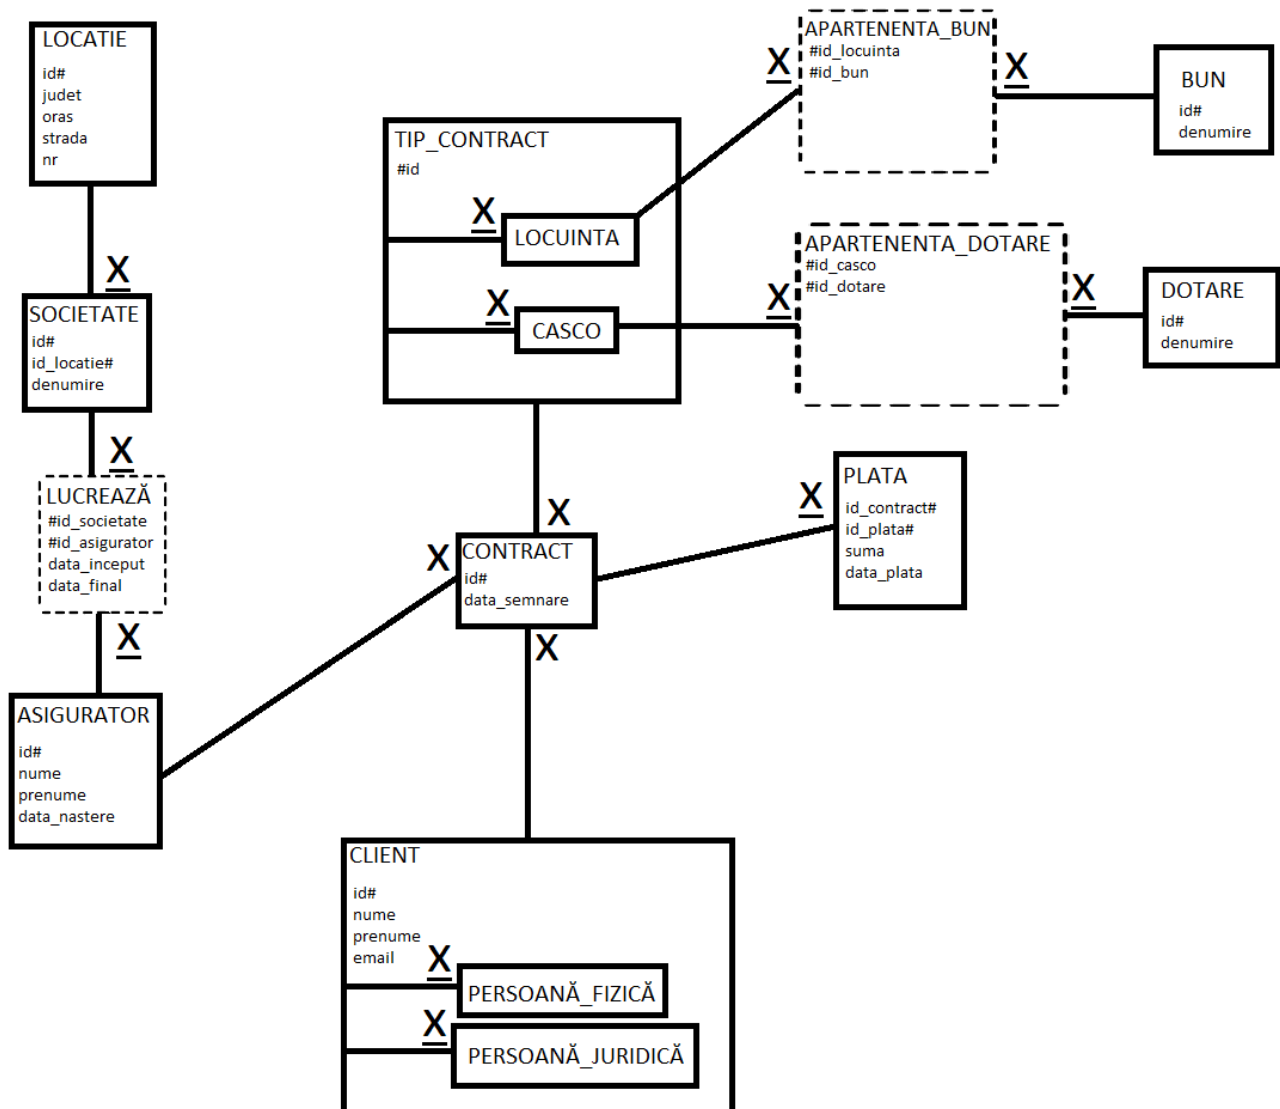 LOCATIE
id#
judet
oras
strada
nr
X
SOCIETATE
id#
id_locatie#
denumire
X
LUCREAZĂ
#id_societate
#id_asigurator
data_inceput
data_final
X
ASIGURATOR
id#
nume
prenume
data_nastere
TIP_CONTRACT
#id
X
LOCUINTA
X
CASCO
X
APARTENENTA_BUN
#id_locuinta
#id_bun
X
BUN
id#
denumire
X
APARTENENTA_DOTARE
#id_casco
#id_dotare
X
DOTARE
id#
denumire
X
X
CONTRACT
id#
data_semnare
X
X
PLATA
id_contract#
id_plata#
suma
data_plata
CLIENT
id#
nume
prenume
email
X
PERSOANĂ_FIZICĂ
X
PERSOANĂ_JURIDICĂ